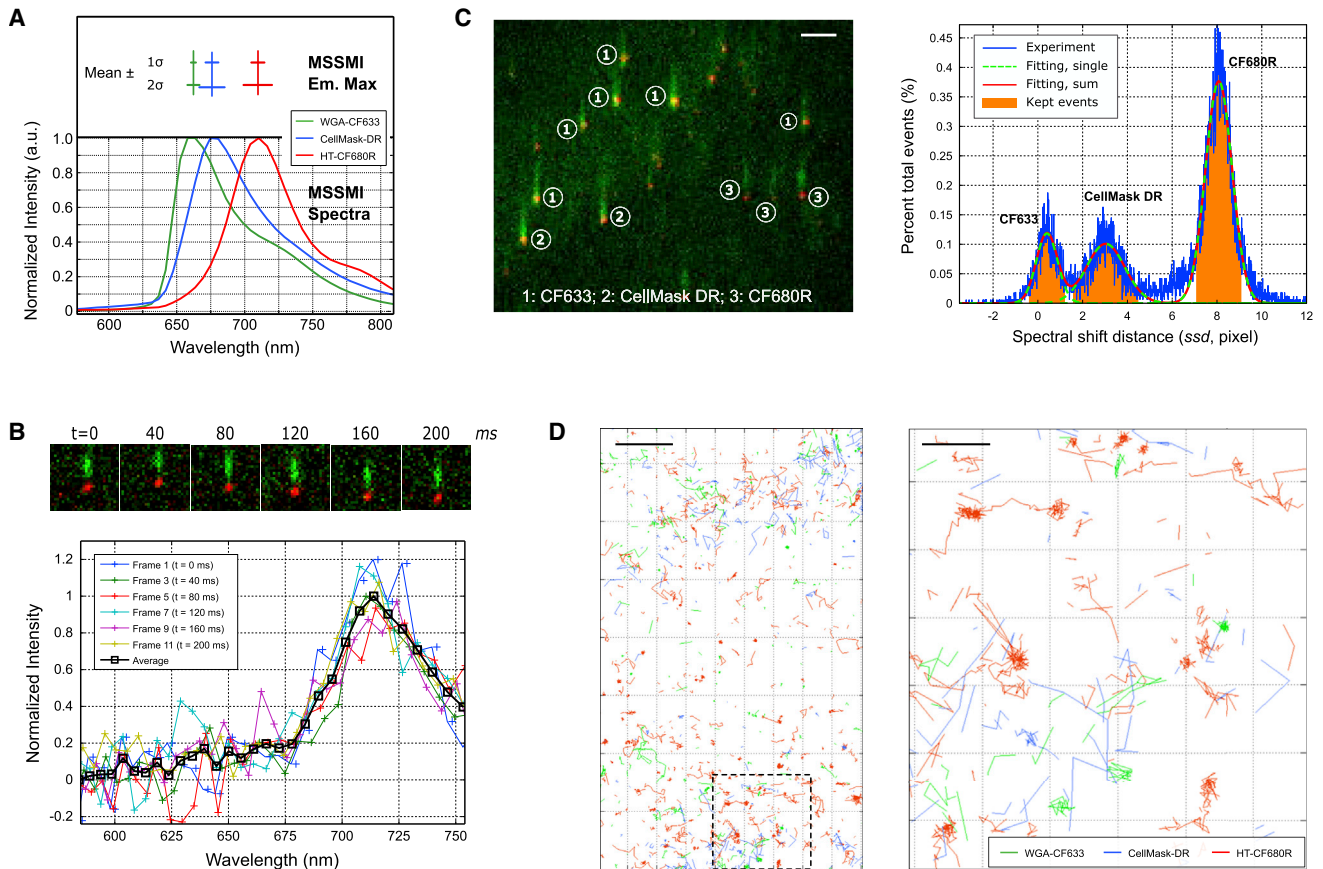 A
Mean ±
1σ
2σ
MSSMI
Em. Max
WGA-CF633
CellMask-DR
HT-CF680R
MSSMI
Spectra
Normalized Intensity (a.u.)
1.0
0.8
0.6
0.4
0.2
0
600
650
700
750
800
Wavelength (nm)
C
1
1
1
1
1
1
2
2
3
3
3
1: CF633; 2: CellMask DR; 3: CF680R
Percent total events (%)
0.45
0.4
0.35
0.3
0.25
0.2
0.15
0.1
0.05
0
Experiment
Fitting, single
Fitting, sum
Kept events
CF633
CellMask DR
CF680R
-2
0
2
4
6
8
10
12
Spectral shift distance (ssd, pixel)
B
t=0
40
80
120
160
200
ms
Normalized Intensity
1.2
1
0.8
0.6
0.4
0.2
0
-0.2
Frame 1 (t = 0 ms)
Frame 3 (t = 40 ms)
Frame 5 (t = 80 ms)
Frame 7 (t = 120 ms)
Frame 9 (t = 160 ms)
Frame 11 (t = 200 ms)
Average
600
625
650
675
700
725
750
Wavelength (nm)
D
WGA-CF633
CellMask-DR
HT-CF680R